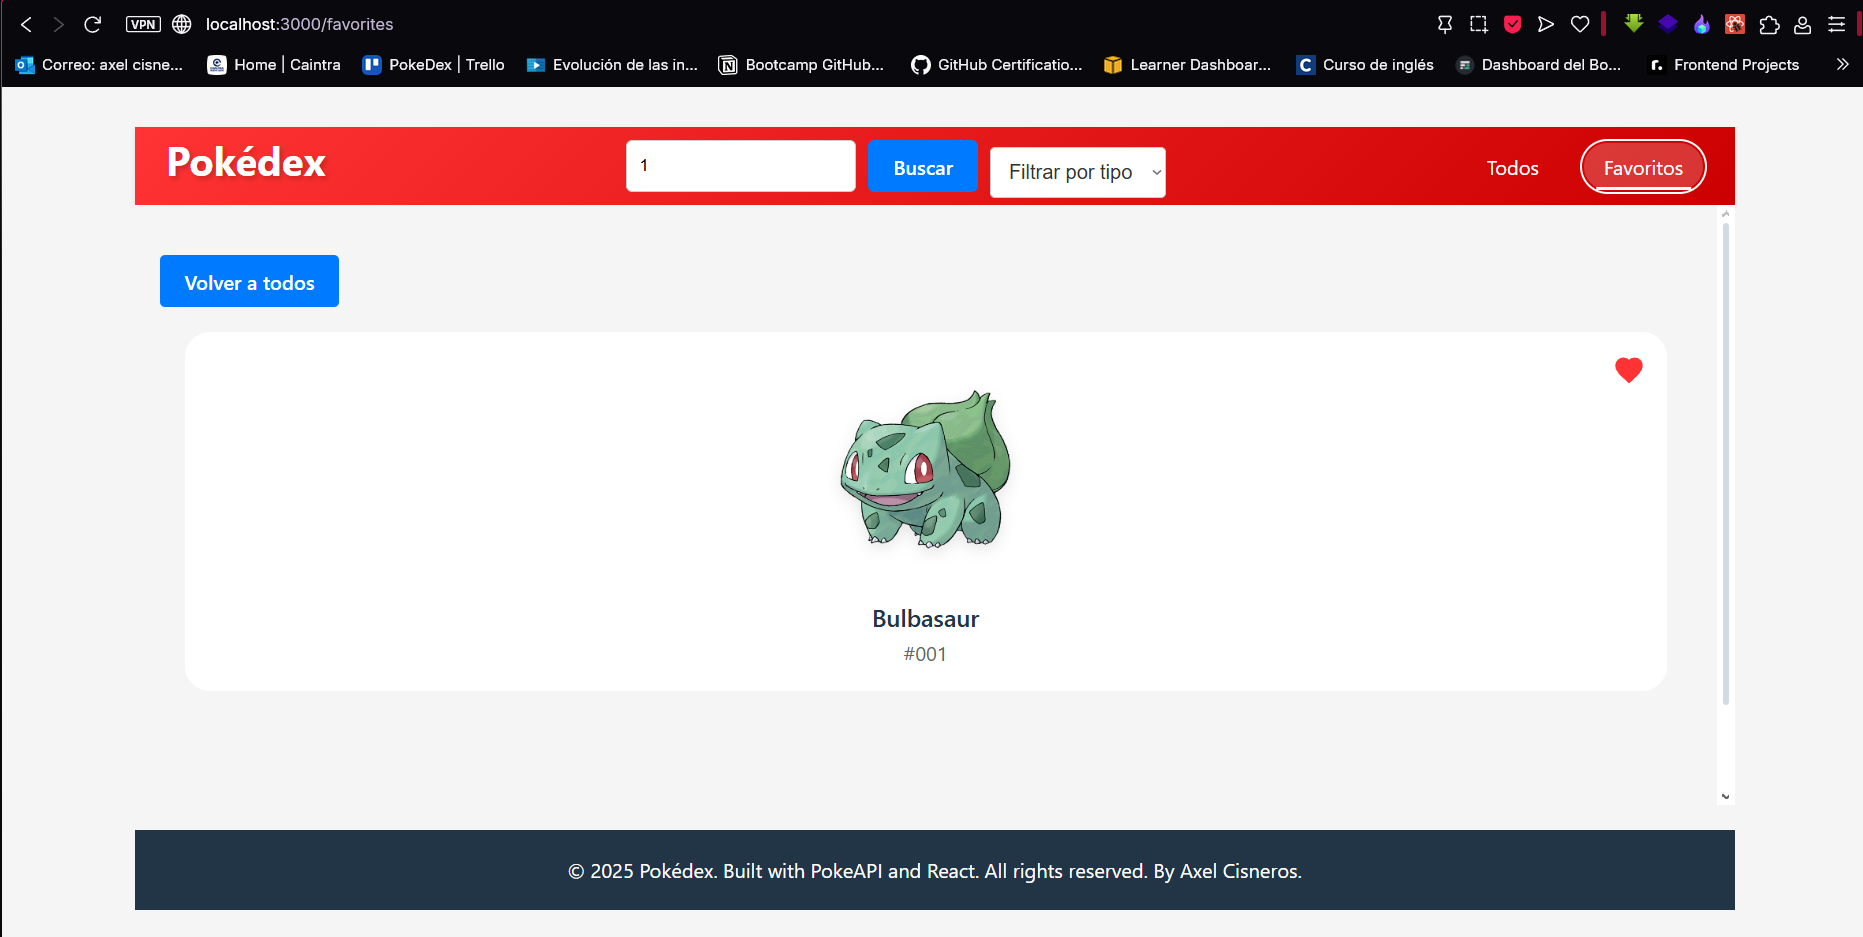 VPN localhost:3000/favorites
Correo: axel cisne... Home | Caintra PokeDex | Trello Evolución de las in... Bootcamp GitHub... GitHub Certificatio... Learner Dashboar... Curso de inglés Dashboard del Bo... Frontend Projects
Pokédex 1 Buscar Filtrar por tipo Todos Favoritos
Volver a todos
Bulbasaur
#001
© 2025 Pokédex. Built with PokeAPI and React. All rights reserved. By Axel Cisneros.